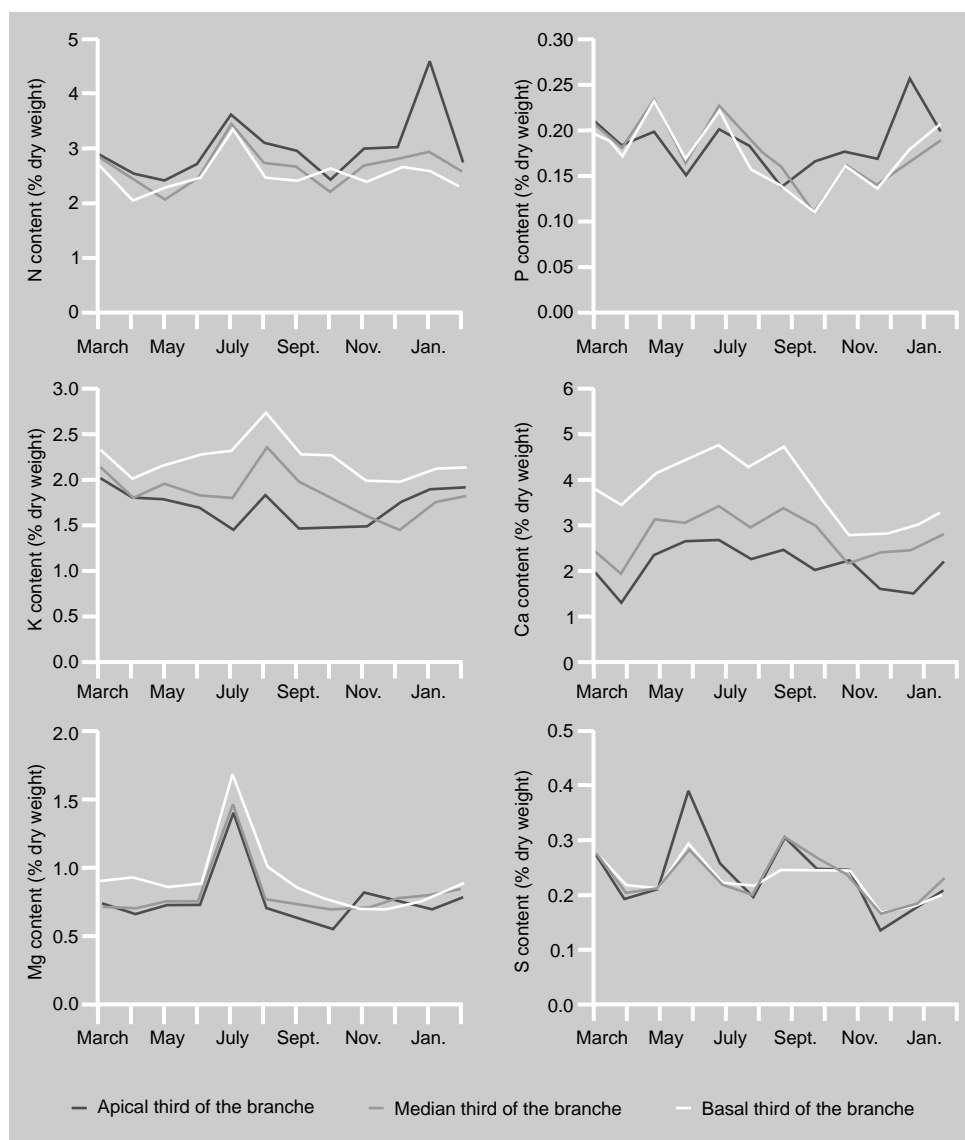 N content (% dry weight)
5
4
3
2
1
0
March May July Sept. Nov. Jan.
P content (% dry weight)
0.30
0.25
0.20
0.15
0.10
0.05
0.00
March May July Sept. Nov. Jan.
K content (% dry weight)
3.0
2.5
2.0
1.5
1.0
0.5
0.0
March May July Sept. Nov. Jan.
Ca content (% dry weight)
6
5
4
3
2
1
0
March May July Sept. Nov. Jan.
Mg content (% dry weight)
2.0
1.5
1.0
0.5
0.0
March May July Sept. Nov. Jan.
S content (% dry weight)
0.5
0.4
0.3
0.2
0.1
0.0
March May July Sept. Nov. Jan.
Apical third of the branche Median third of the branche Basal third of the branche